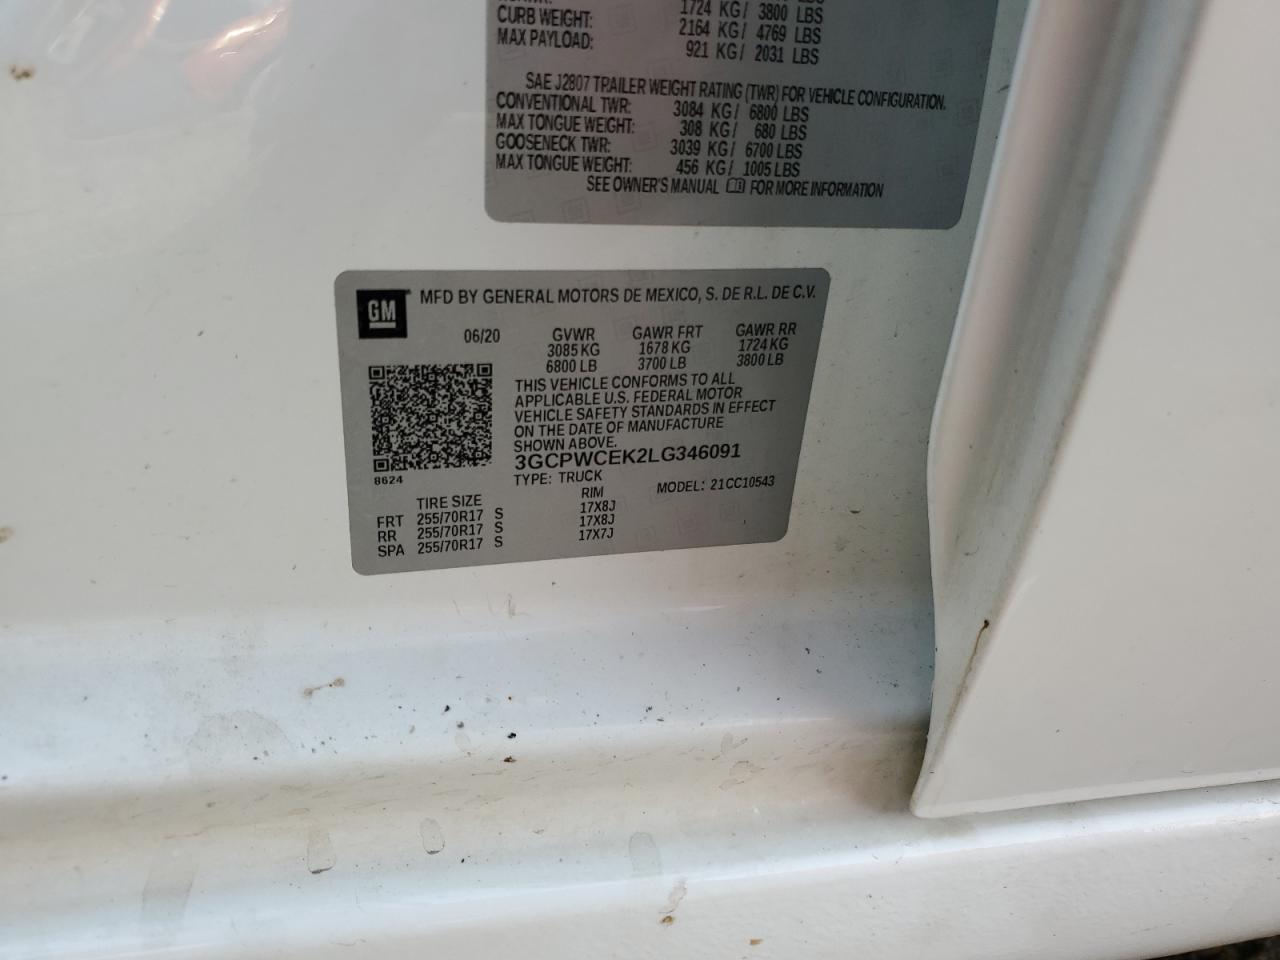 1724 KG/ 3800 LBS
CURB WEIGHT: 2164 KG/ 4769 LBS
MAX PAYLOAD: 921 KG/ 2031 LBS
SAE J2807 TRAILER WEIGHT RATING (TWR) FOR VEHICLE CONFIGURATION.
CONVENTIONAL TWR: 3084 KG/ 6800 LBS
MAX TONGUE WEIGHT: 308 KG/ 680 LBS
GOOSENECK TWR: 3039 KG/ 6700 LBS
MAX TONGUE WEIGHT: 456 KG/ 1005 LBS
SEE OWNER'S MANUAL FOR MORE INFORMATION
GM MFD BY GENERAL MOTORS DE MEXICO, S. DE R.L. DE C.V.
06/20 GVWR GAWR FRT GAWR RR
3085 KG 1678 KG 1724 KG
6800 LB 3700 LB 3800 LB
THIS VEHICLE CONFORMS TO ALL
APPLICABLE U.S. FEDERAL MOTOR
VEHICLE SAFETY STANDARDS IN EFFECT
ON THE DATE OF MANUFACTURE
SHOWN ABOVE.
3GCPWCEK2LG346091
8624 TYPE: TRUCK MODEL: 21CC10543
TIRE SIZE RIM
FRT 255/70R17 S 17X8J
RR 255/70R17 S 17X8J
SPA 255/70R17 S 17X7J